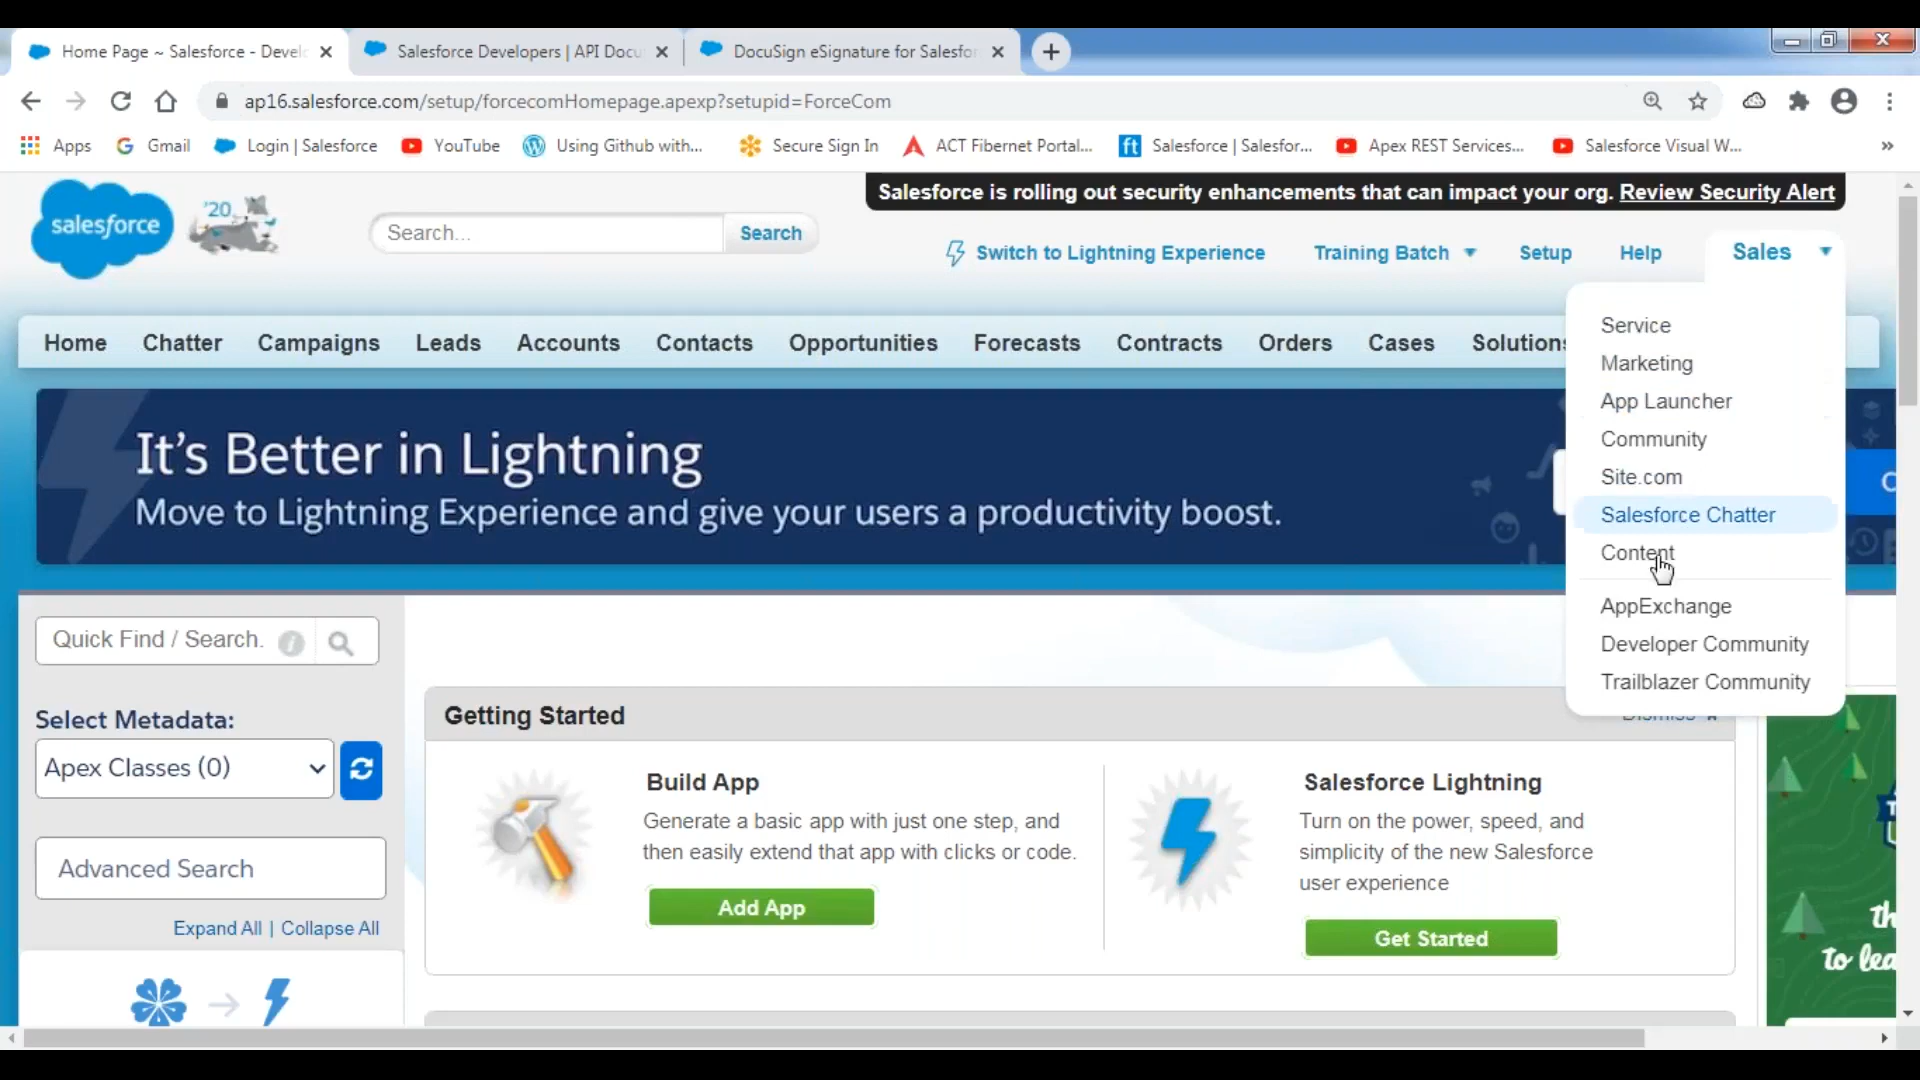 Home Page ~ Salesforce - Devel
Salesforce Developers | API Docu
DocuSign eSignature for Salesfo
ap16.salesforce.com/setup/forcecomHomepage.apexp?setupid=ForceCom
Apps
Gmail
Login | Salesforce
YouTube
Using Github with...
Secure Sign In
ACT Fibernet Portal...
ft
Salesforce | Salesfor...
Apex REST Services...
Salesforce Visual W...
»
Salesforce is rolling out security enhancements that can impact your org. Review Security Alert
salesforce
'20
Search...
Search
Switch to Lightning Experience
Training Batch
Setup
Help
Sales
Service
Marketing
App Launcher
Community
Site.com
Salesforce Chatter
Content
AppExchange
Developer Community
Trailblazer Community
Home
Chatter
Campaigns
Leads
Accounts
Contacts
Opportunities
Forecasts
Contracts
Orders
Cases
Solutions
It's Better in Lightning
Move to Lightning Experience and give your users a productivity boost.
Quick Find / Search.
Select Metadata:
Apex Classes (0)
Advanced Search
Expand All | Collapse All
Getting Started
Build App
Generate a basic app with just one step, and
then easily extend that app with clicks or code.
Add App
Salesforce Lightning
Turn on the power, speed, and
simplicity of the new Salesforce
user experience
Get Started
th
to lea